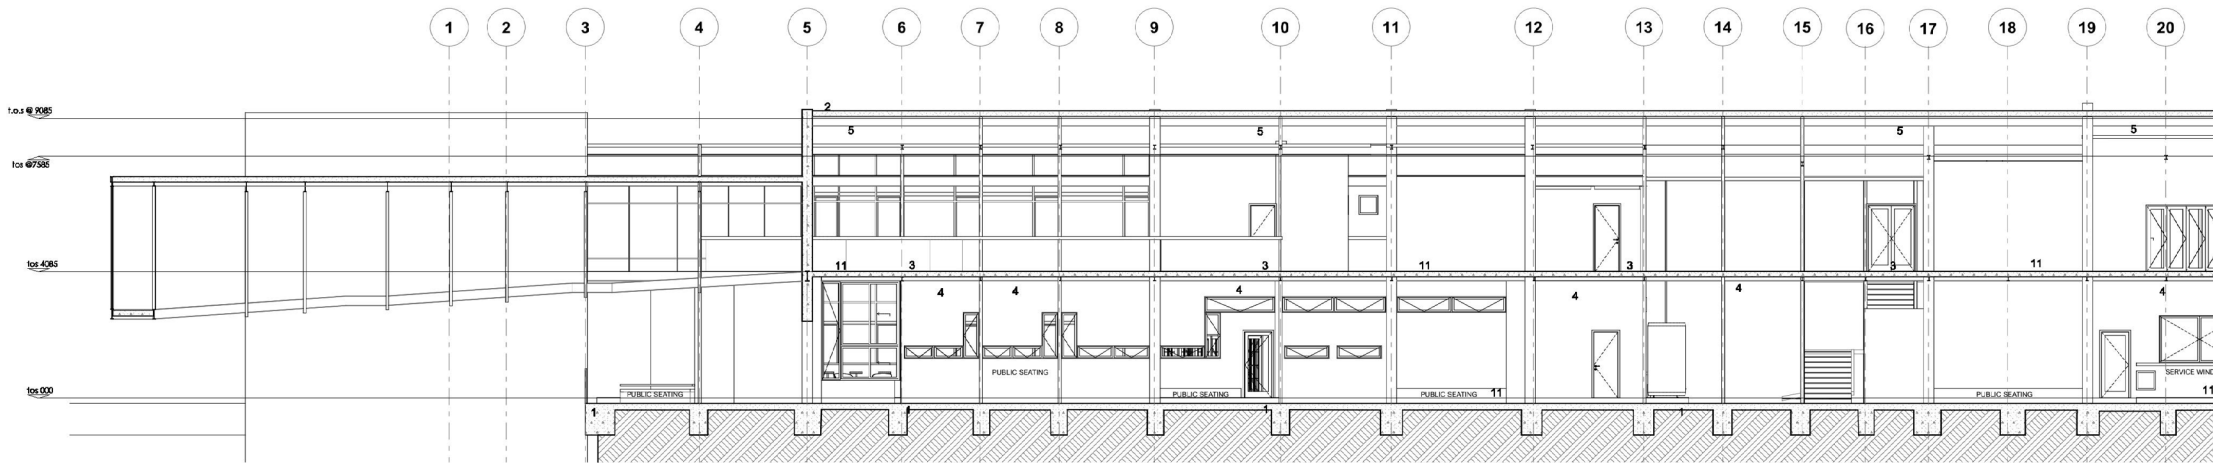 1 2 3 4 5 6 7 8 9 10 11 12 13 14 15 16 17 18 19 20
t.o.s @ 9085
2
5 5 5 5
tos @7585
tos 4085
11 3 3 11 3 3 11
4 4 4 4 4 4
PUBLIC SEATING
SERVICE WIND
tos 000
PUBLIC SEATING PUBLIC SEATING PUBLIC SEATING 11 PUBLIC SEATING 11
1 1 1 1